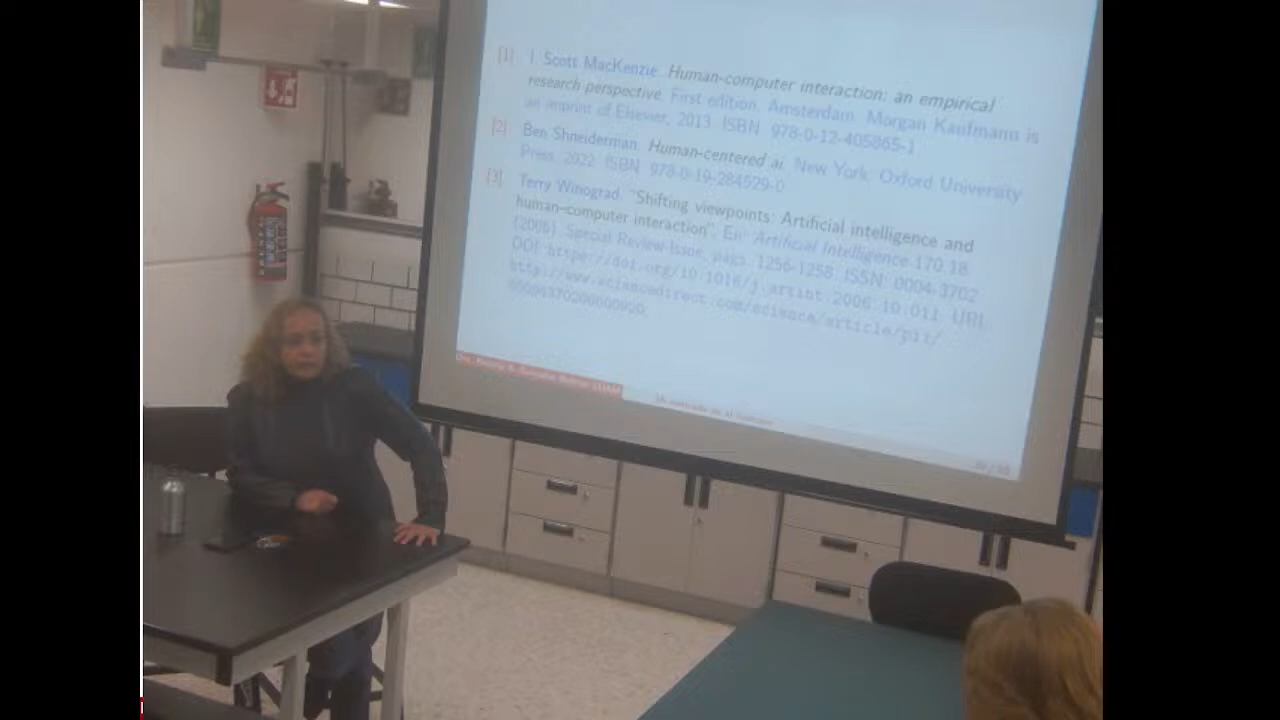 [1] I. Scott MacKenzie. Human-computer interaction: an empirical
research perspective. First edition. Amsterdam: Morgan Kaufmann is
an imprint of Elsevier, 2013. ISBN: 978-0-12-405865-1.
[2] Ben Shneiderman. Human-centered ai. New York: Oxford University
Press, 2022. ISBN: 978-0-19-284529-0.
[3] Terry Winograd. “Shifting viewpoints: Artificial intelligence and
human–computer interaction”. En: Artificial Intelligence 170.18
(2006). Special Review Issue, págs. 1256-1258. ISSN: 0004-3702.
DOI: https://doi.org/10.1016/j.artint.2006.10.011. URL:
http://www.sciencedirect.com/science/article/pii/